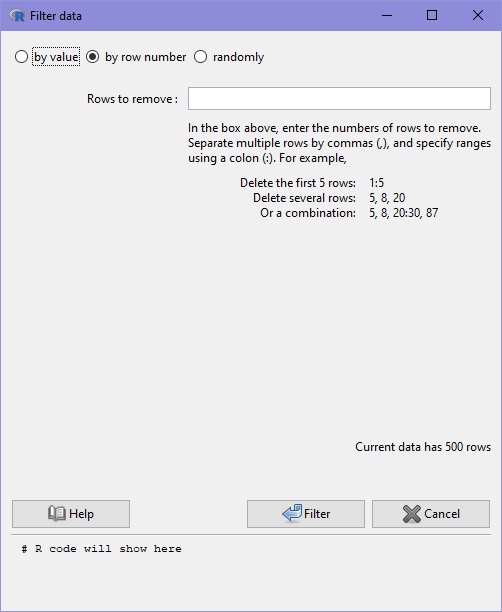 Filter data
by value by row number randomly
Rows to remove :
In the box above, enter the numbers of rows to remove.
Separate multiple rows by commas (,), and specify ranges
using a colon (:). For example,
Delete the first 5 rows: 1:5
Delete several rows: 5, 8, 20
Or a combination: 5, 8, 20:30, 87
Current data has 500 rows
Help Filter Cancel
# R code will show here